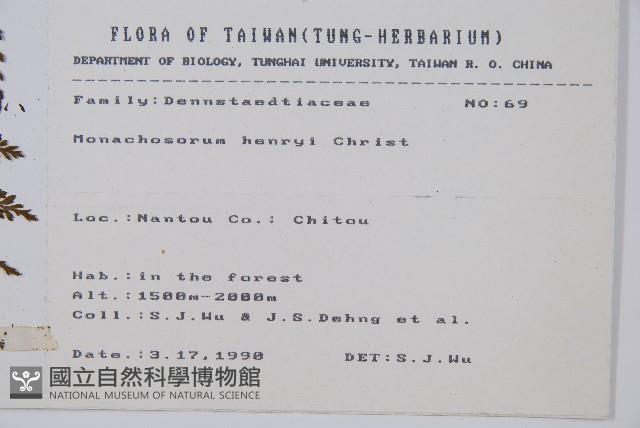 FLORA OF TAIWAN(TUNG-HERBARIUM)
DEPARTMENT OF BIOLOGY, TUNGHAI UNIVERSITY, TAIWAN R. O. CHINA
Family:Dennstaedtiaceae NO:69
Monachosorum henryi Christ
Loc.:Nantou Co.: Chitou
Hab.:in the forest
Alt.:1500m-2000m
Coll.:S.J.Wu & J.S.Dehng et al.
Date.:3.17,1990 DET:S.J.Wu
國立自然科學博物館
NATIONAL MUSEUM OF NATURAL SCIENCE